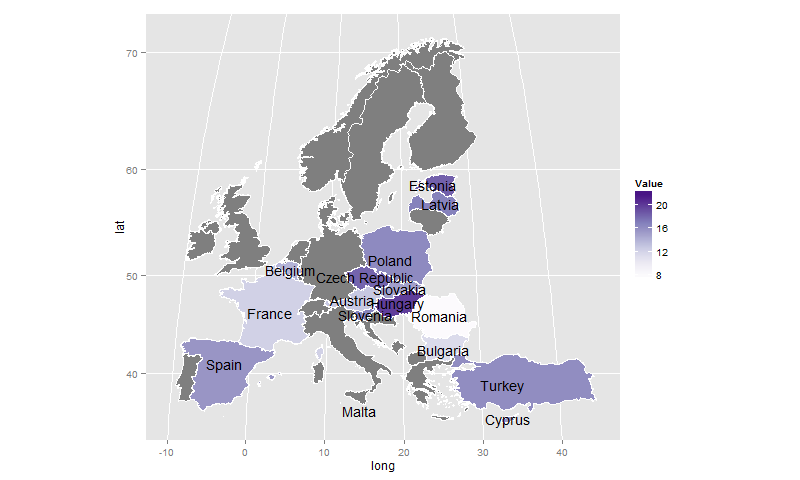 70
60
50
40
lat
Estonia
Latvia
Poland
Belgium
Czech Republic
Slovakia
Austria
Hungary
France
Slovenia
Romania
Bulgaria
Spain
Turkey
Malta
Cyprus
-10
0
10
20
30
40
long
Value
20
16
12
8